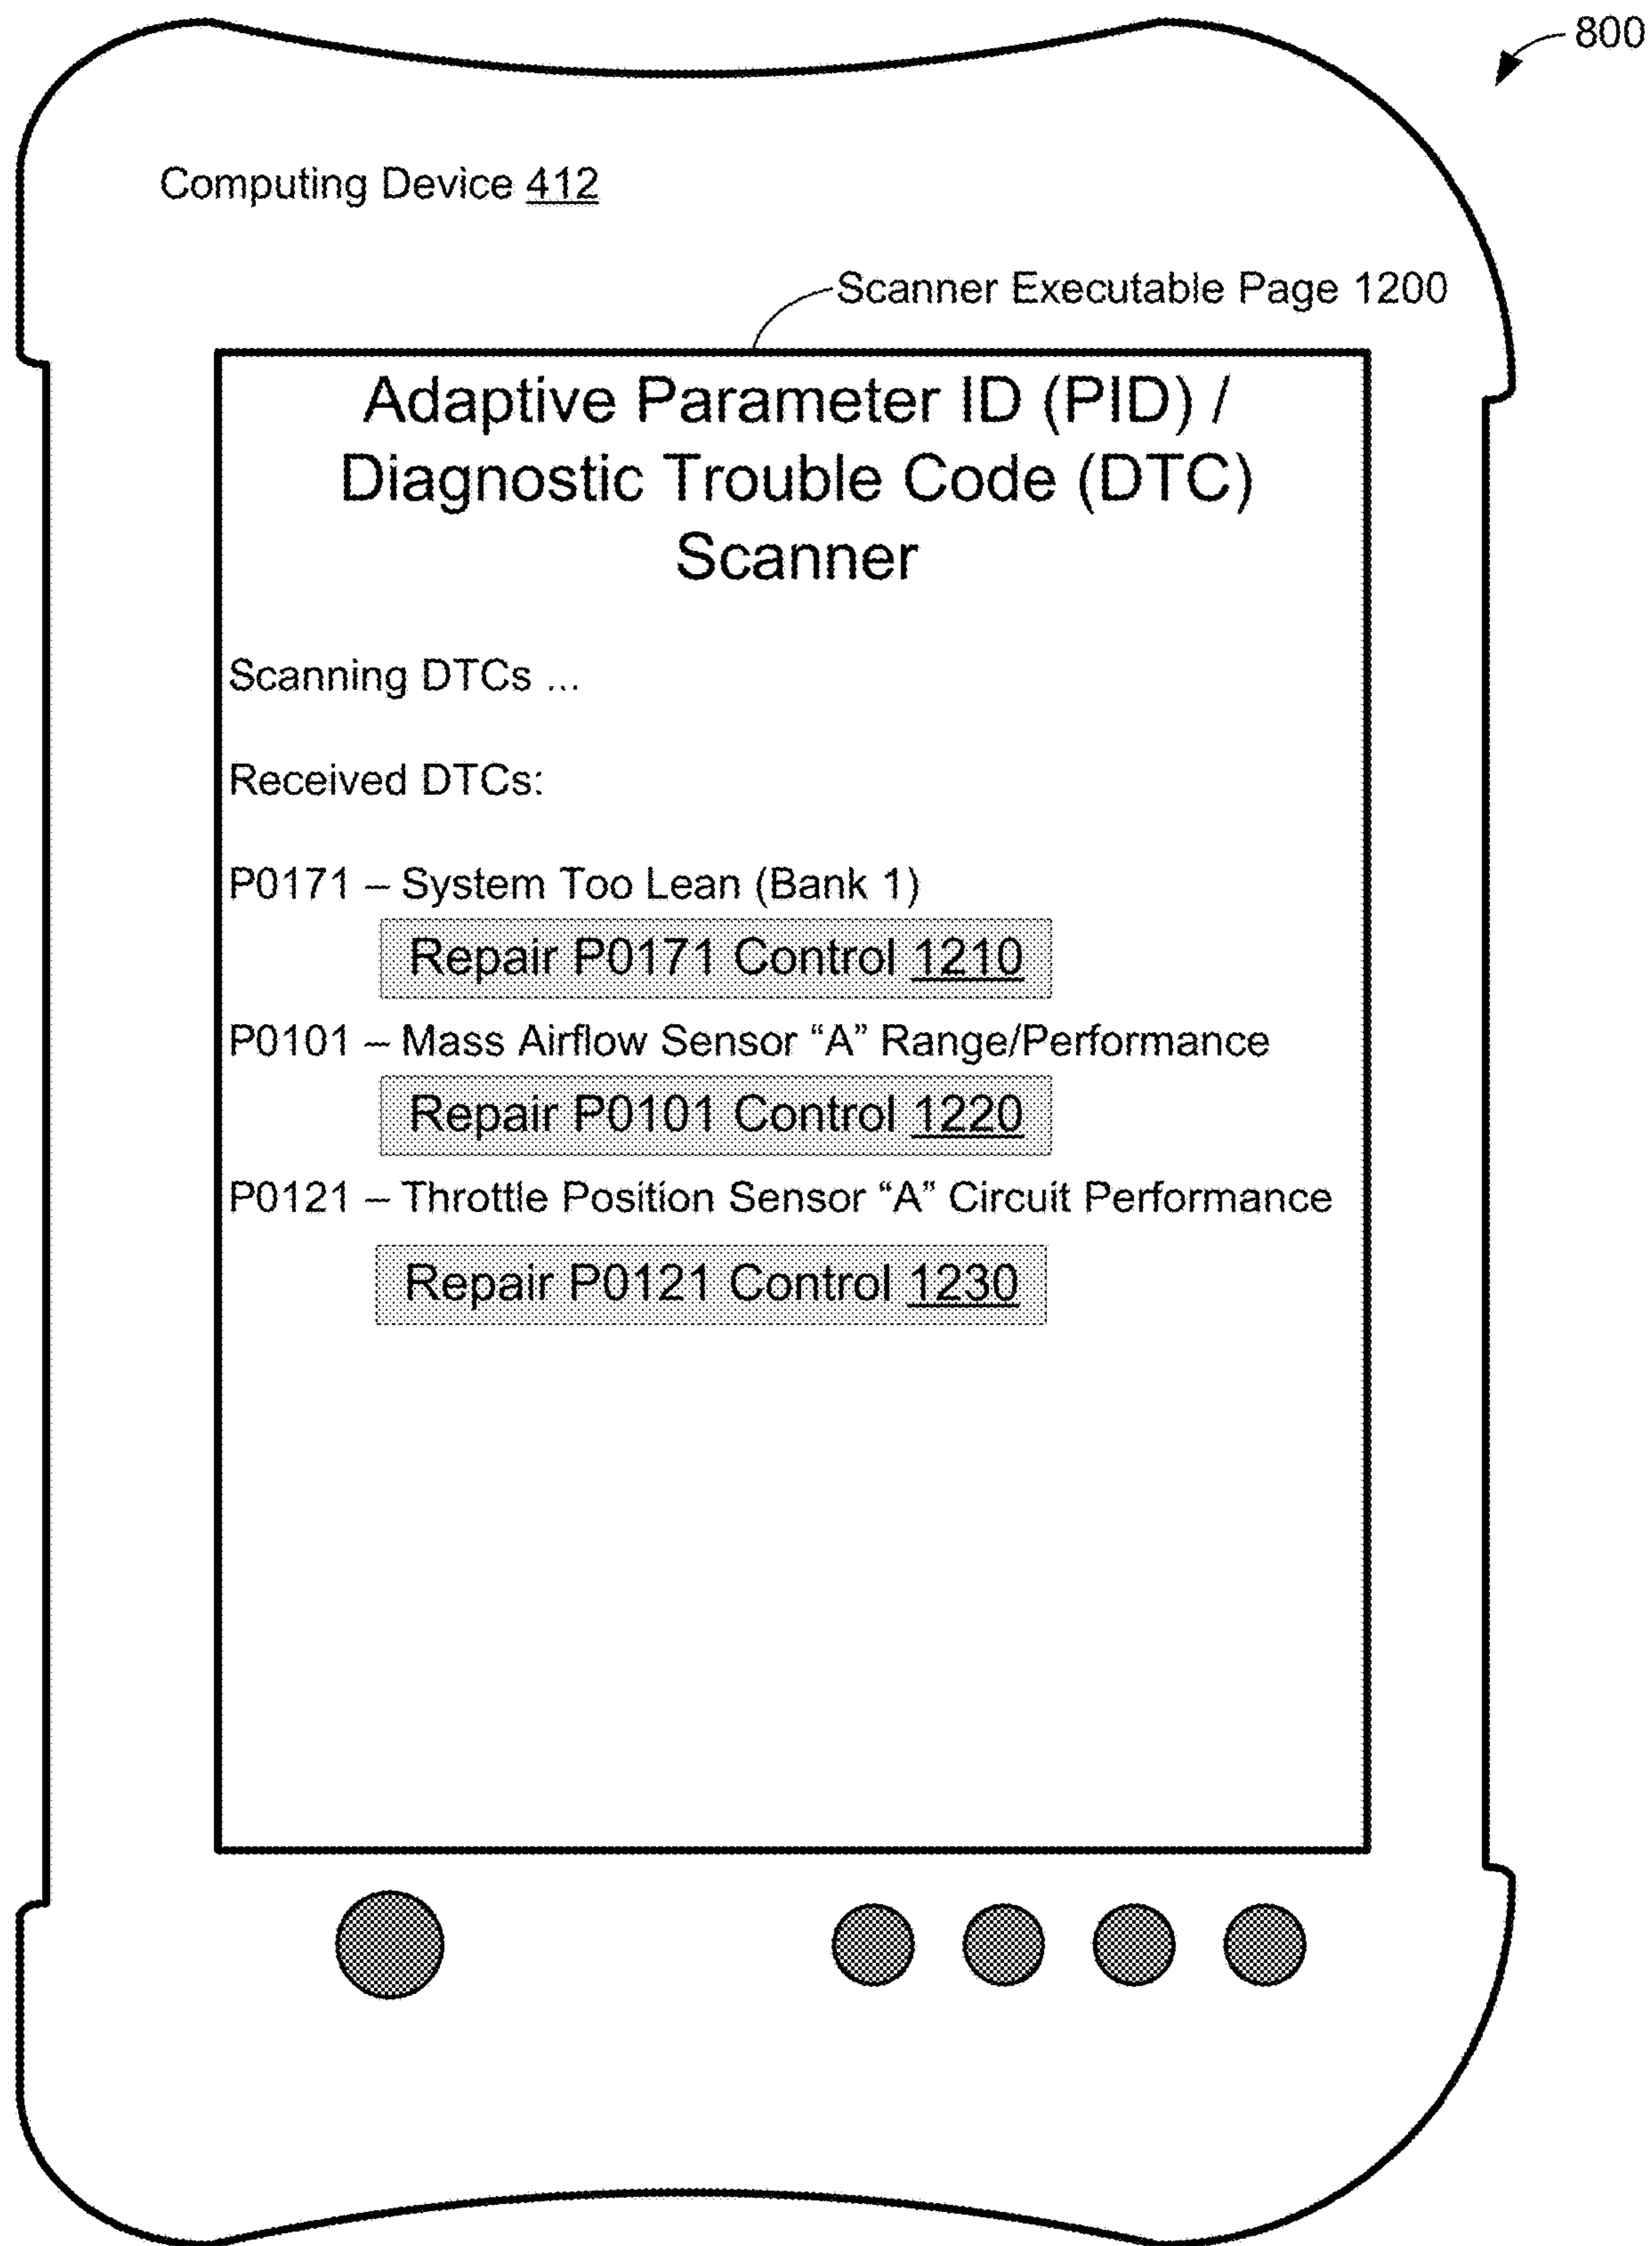 800
Computing Device 412
Scanner Executable Page 1200
Adaptive Parameter ID (PID) /
Diagnostic Trouble Code (DTC)
Scanner
Scanning DTCs ...
Received DTCs:
P0171 – System Too Lean (Bank 1)
Repair P0171 Control 1210
P0101 – Mass Airflow Sensor “A” Range/Performance
Repair P0101 Control 1220
P0121 – Throttle Position Sensor “A” Circuit Performance
Repair P0121 Control 1230